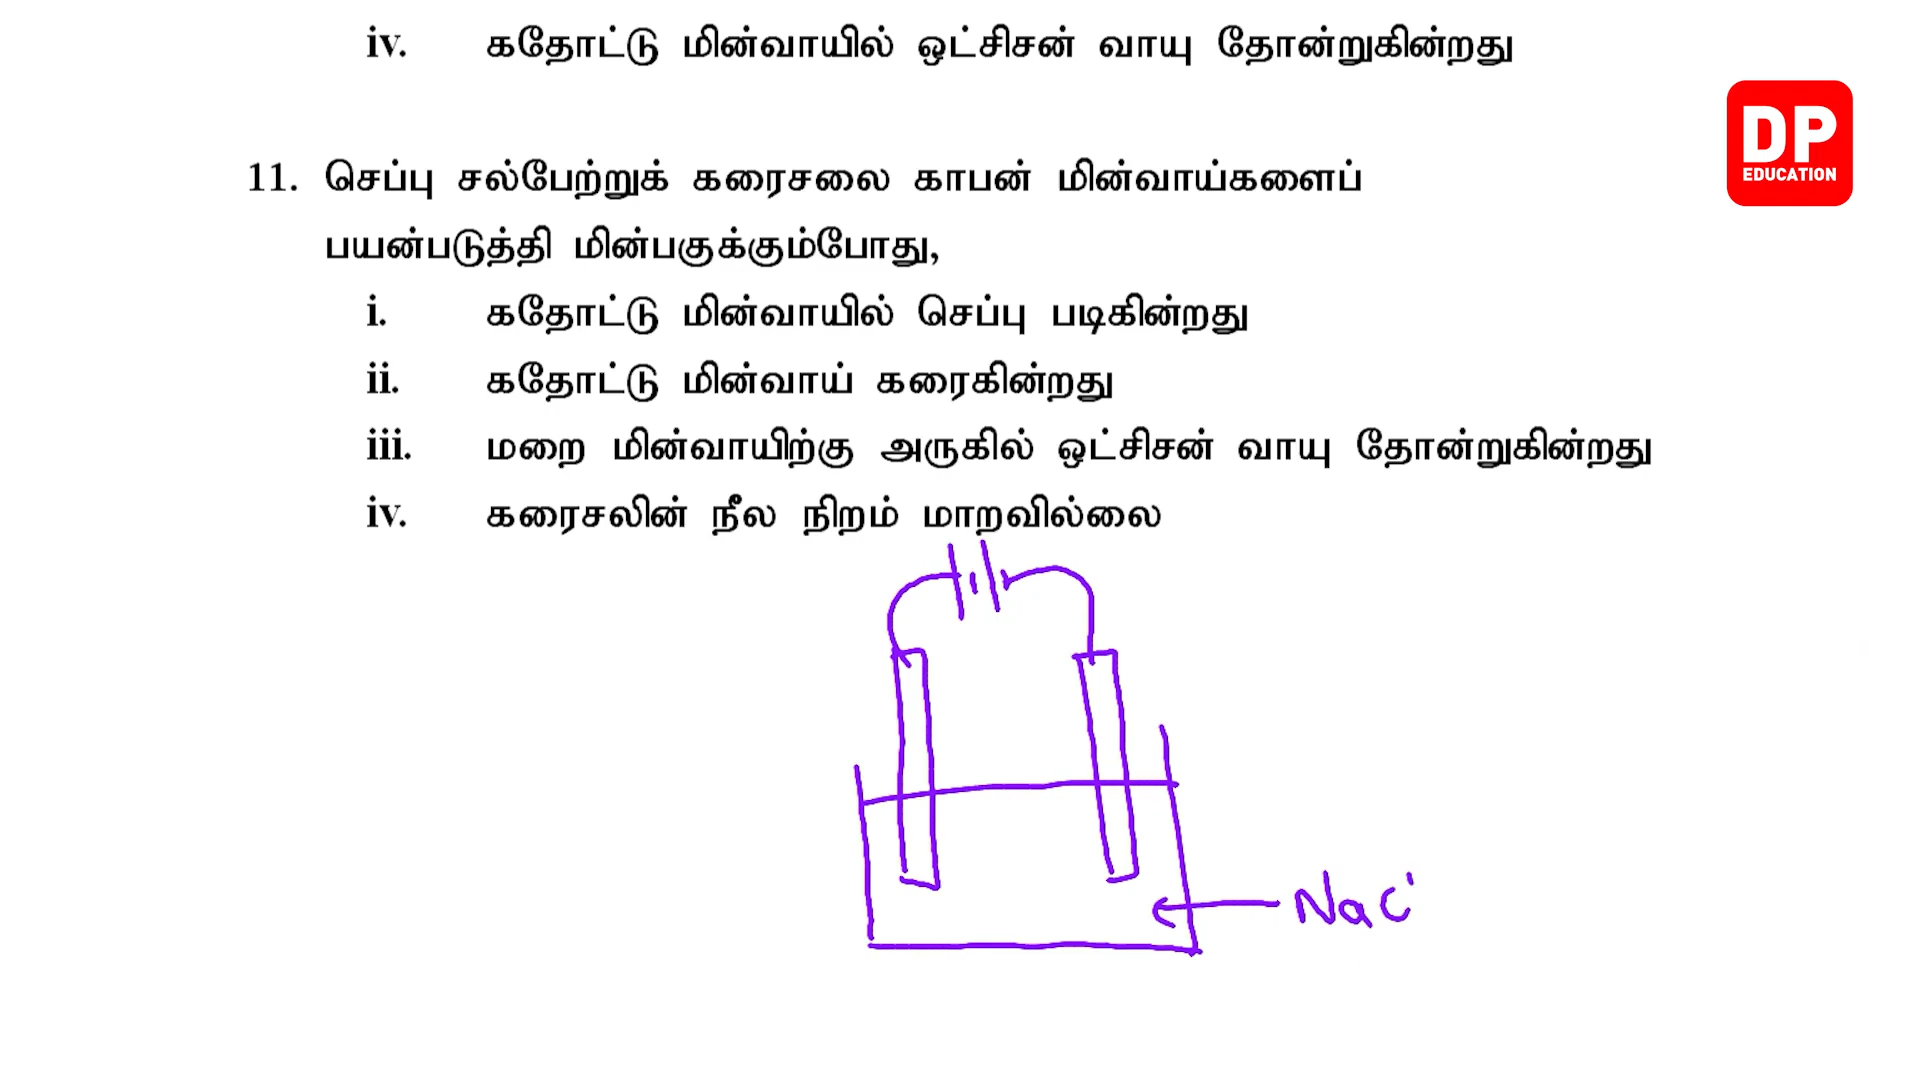 iv. கதோட்டு மின்வாயில் ஒட்சிசன் வாயு தோன்றுகின்றது
DP
EDUCATION
11. செப்பு சல்பேற்றுக் கரைசலை காபன் மின்வாய்களைப்
பயன்படுத்தி மின்பகுக்கும்போது,
i. கதோட்டு மின்வாயில் செப்பு படிகின்றது
ii. கதோட்டு மின்வாய் கரைகின்றது
iii. மறை மின்வாயிற்கு அருகில் ஒட்சிசன் வாயு தோன்றுகின்றது
iv. கரைசலின் நீல நிறம் மாறவில்லை
NaC